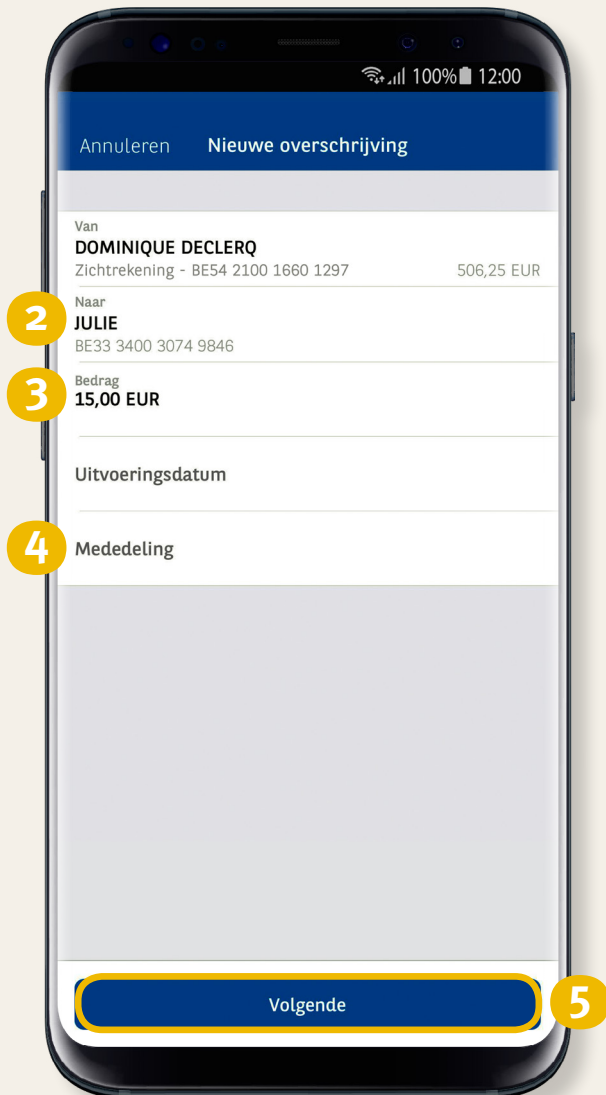 100% 12:00
Annuleren Nieuwe overschrijving
Van
DOMINIQUE DECLERQ
Zichtrekening - BE54 2100 1660 1297 506,25 EUR
2 Naar
JULIE
BE33 3400 3074 9846
3 Bedrag
15,00 EUR
Uitvoeringsdatum
4 Mededeling
Volgende 5